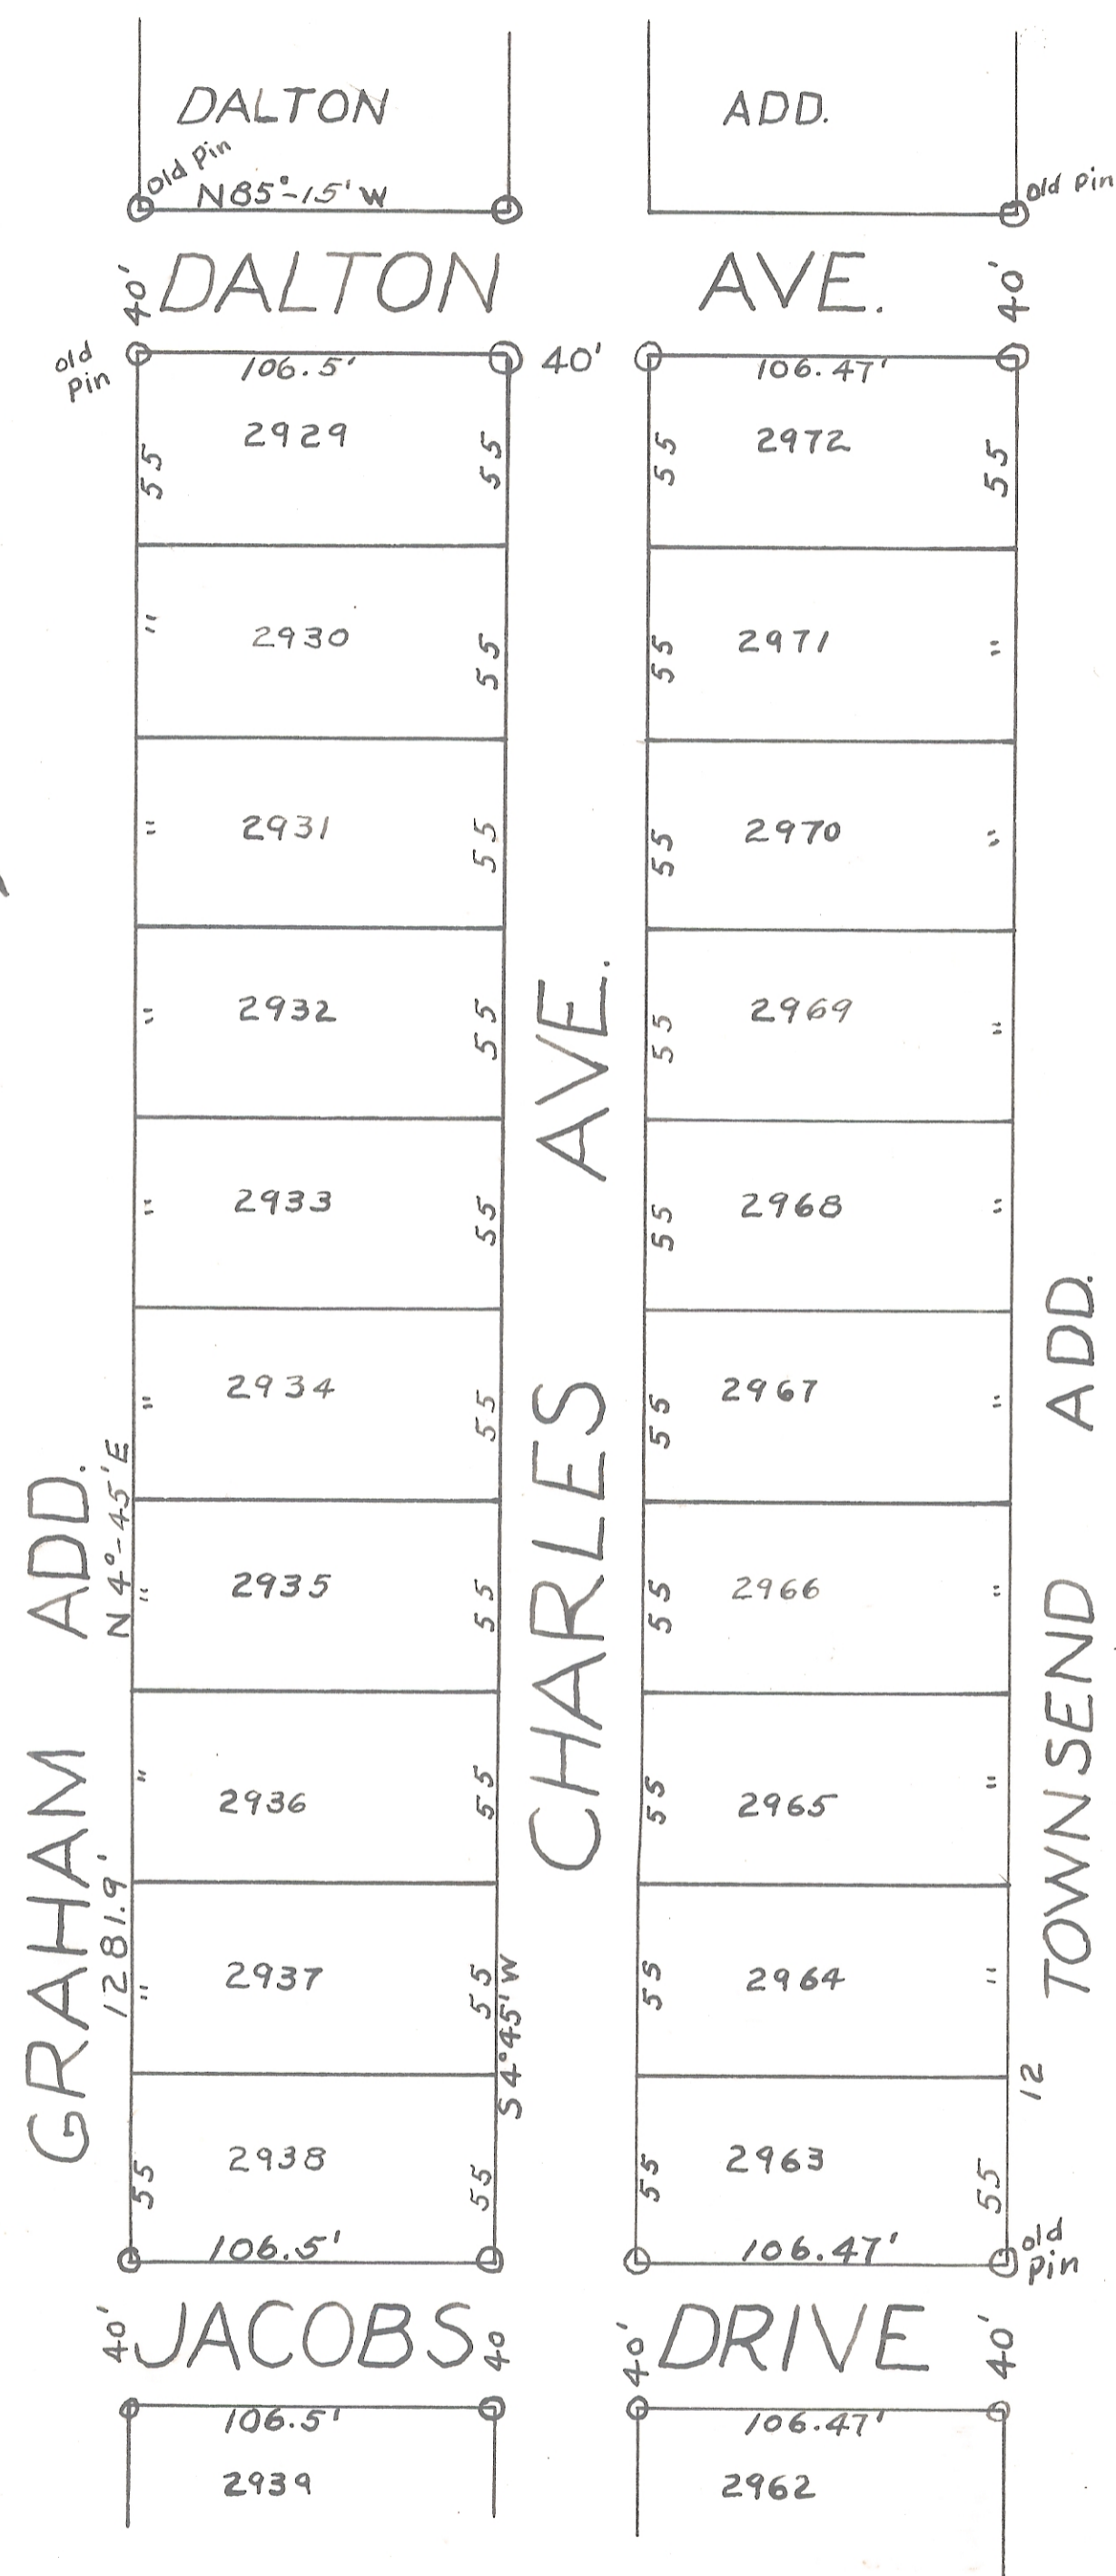 DALTON ADD.
old Pin
N85°-15'W
old Pin
40' DALTON AVE. 40'
old
Pin
106.5' 40' 106.47'
2929 2972
55 55 55 55
" 2930 55 55 2971 "
" 2931 55 55 2970 "
" 2932 55 55 2969 "
" 2933 55 55 2968 "
" 2934 55 55 2967 "
" 2935 55 55 2966 "
" 2936 55 55 2965 "
" 2937 55 55 2964 "
55 2938 55 55 2963 55
GRAHAM ADD.
1281.9' N4°-45'E
S4°45'W
CHARLES AVE.
TOWNSEND ADD.
12
106.5' 106.47'
old
Pin
40' JACOBS 40 40' DRIVE 40'
106.5' 106.47'
2939 2962